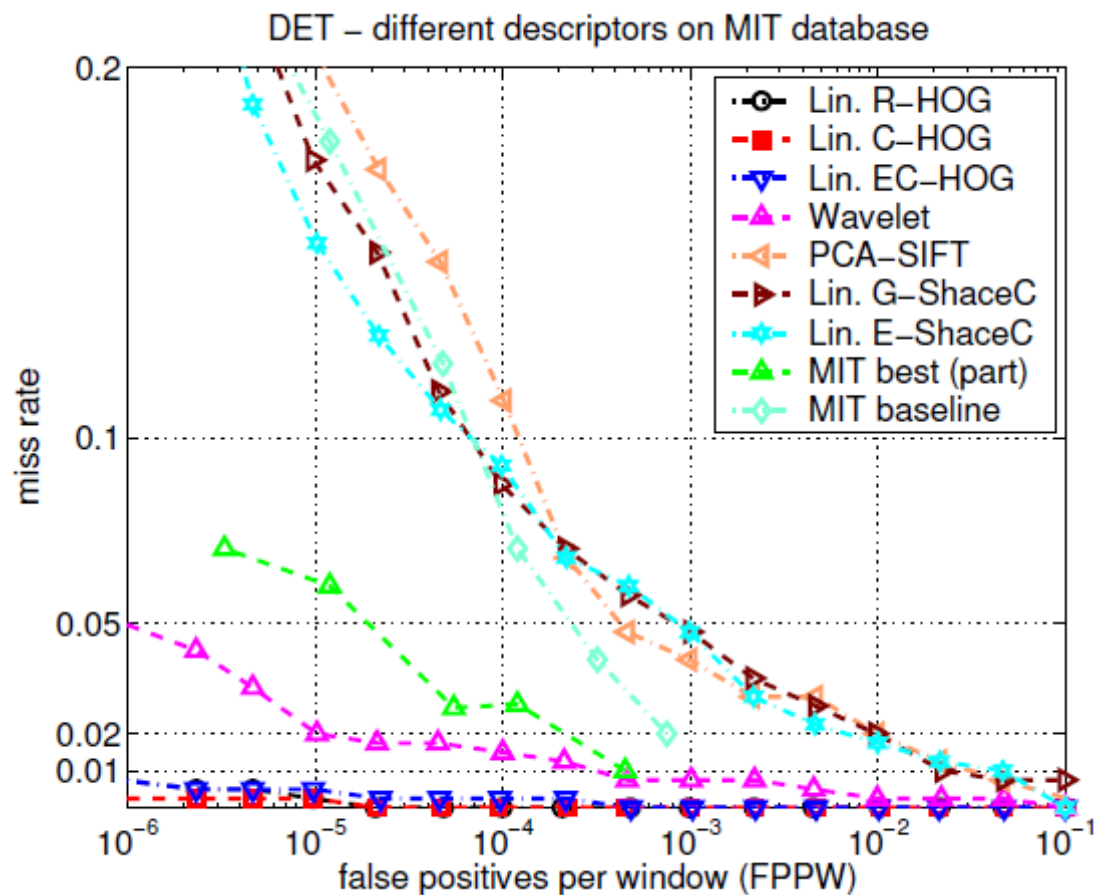 DET − different descriptors on MIT database
0.2
0.1
0.05
0.02
0.01
miss rate
Lin. R−HOG
Lin. C−HOG
Lin. EC−HOG
Wavelet
PCA−SIFT
Lin. G−ShaceC
Lin. E−ShaceC
MIT best (part)
MIT baseline
10^−6 10^−5 10^−4 10^−3 10^−2 10^−1
false positives per window (FPPW)